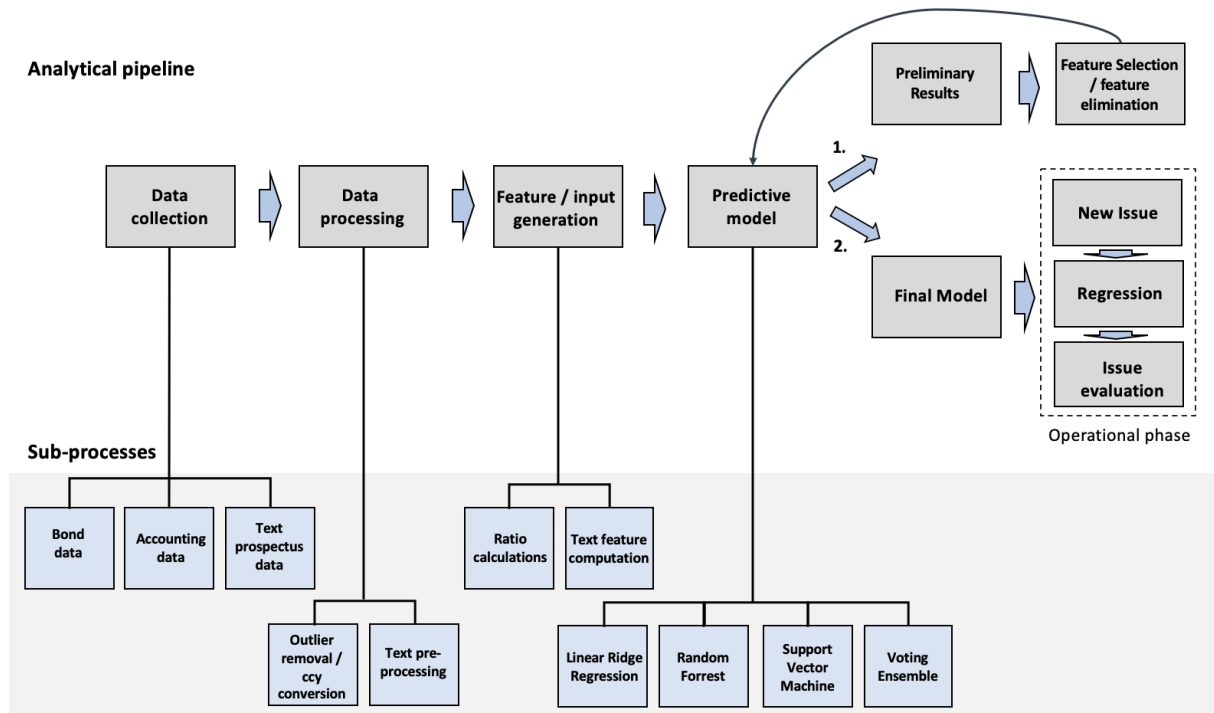 Analytical pipeline
Preliminary
Results
Feature Selection
/ feature
elimination
1.
Data
collection
Data
processing
Feature / input
generation
Predictive
model
2.
Final Model
New Issue
Regression
Issue
evaluation
Operational phase
Sub-processes
Bond
data
Accounting
data
Text
prospectus
data
Ratio
calculations
Text feature
computation
Outlier
removal /
ccy
conversion
Text pre-
processing
Linear Ridge
Regression
Random
Forrest
Support
Vector
Machine
Voting
Ensemble